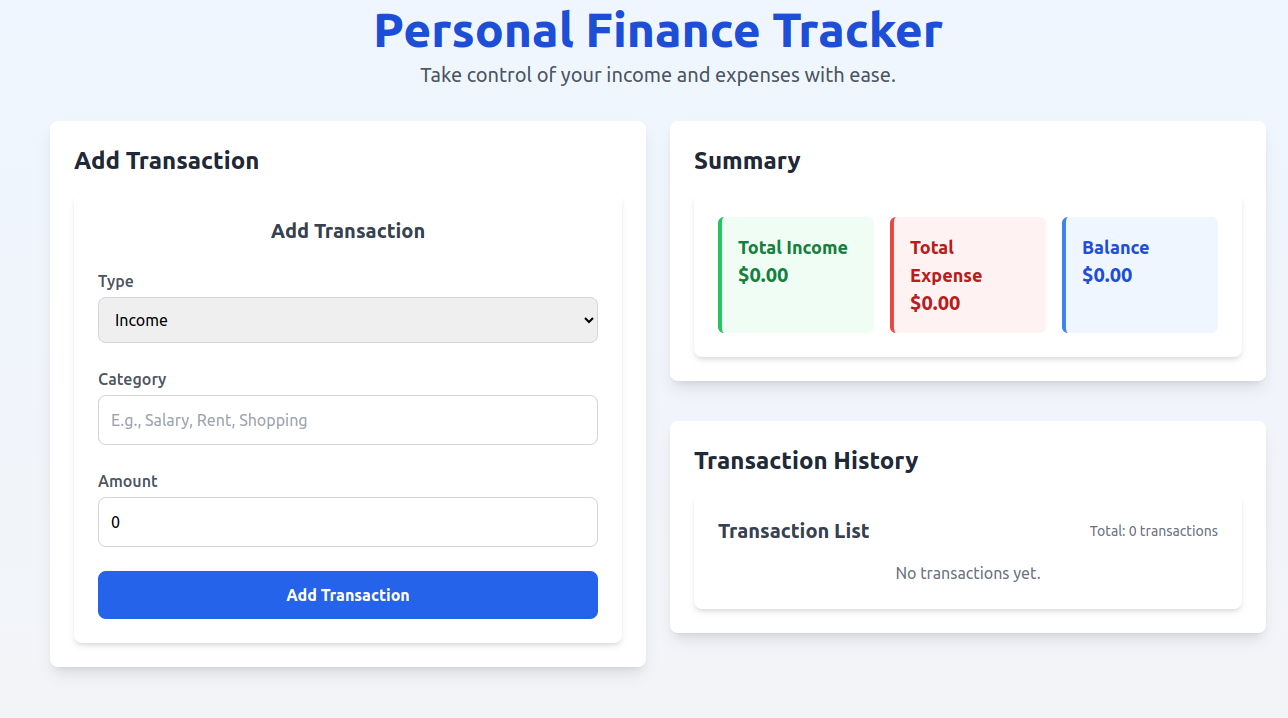 Personal Finance Tracker
Take control of your income and expenses with ease.
Add Transaction
Add Transaction
Type
Income
Category
E.g., Salary, Rent, Shopping
Amount
0
Add Transaction
Summary
Total Income
$0.00
Total
Expense
$0.00
Balance
$0.00
Transaction History
Transaction List
Total: 0 transactions
No transactions yet.